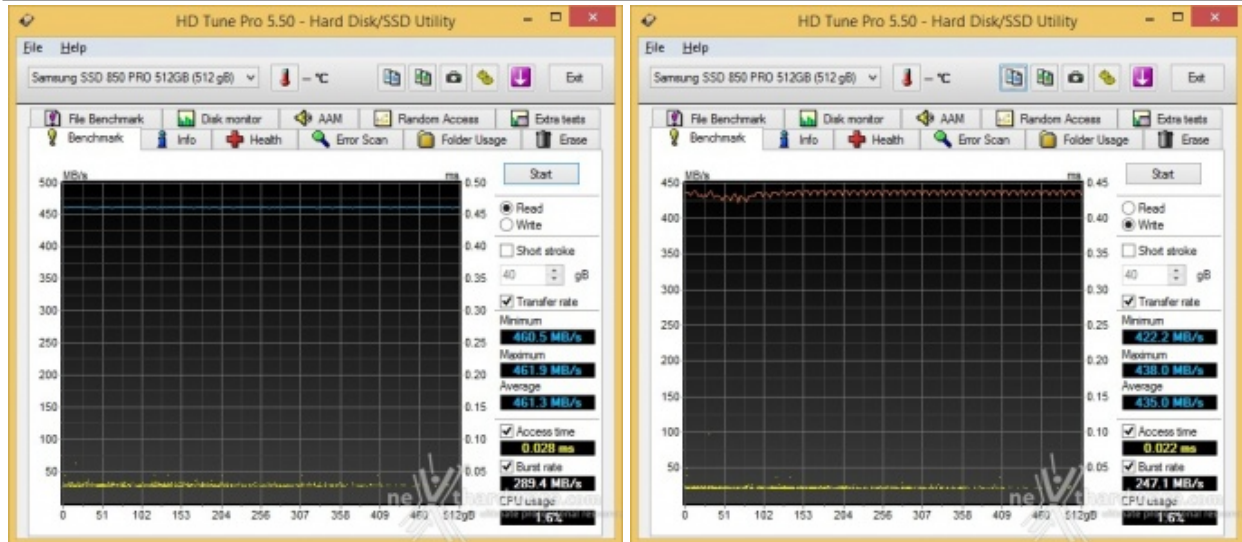 HD Tune Pro 5.50 - Hard Disk/SSD Utility
File Help
Samsung SSD 850 PRO 512GB (512 gB)
– °C
Exit
File Benchmark Disk monitor AAM Random Access Extra tests
Benchmark Info Health Error Scan Folder Usage Erase
MB/s ms
500 0.50
450 0.45
400 0.40
350 0.35
300 0.30
250 0.25
200 0.20
150 0.15
100 0.10
50 0.05
0 51 102 153 204 256 307 358 409 460 512gB
Start
Read
Write
Short stroke
40 gB
Transfer rate
Minimum
460.5 MB/s
Maximum
461.9 MB/s
Average
461.3 MB/s
Access time
0.028 ms
Burst rate
289.4 MB/s
CPU usage
1.6%
HD Tune Pro 5.50 - Hard Disk/SSD Utility
File Help
Samsung SSD 850 PRO 512GB (512 gB)
– °C
Exit
File Benchmark Disk monitor AAM Random Access Extra tests
Benchmark Info Health Error Scan Folder Usage Erase
MB/s ms
450 0.45
400 0.40
350 0.35
300 0.30
250 0.25
200 0.20
150 0.15
100 0.10
50 0.05
0 51 102 153 204 256 307 358 409 460 512gB
Start
Read
Write
Short stroke
40 gB
Transfer rate
Minimum
422.2 MB/s
Maximum
438.0 MB/s
Average
435.0 MB/s
Access time
0.022 ms
Burst rate
247.1 MB/s
CPU usage
1.6%